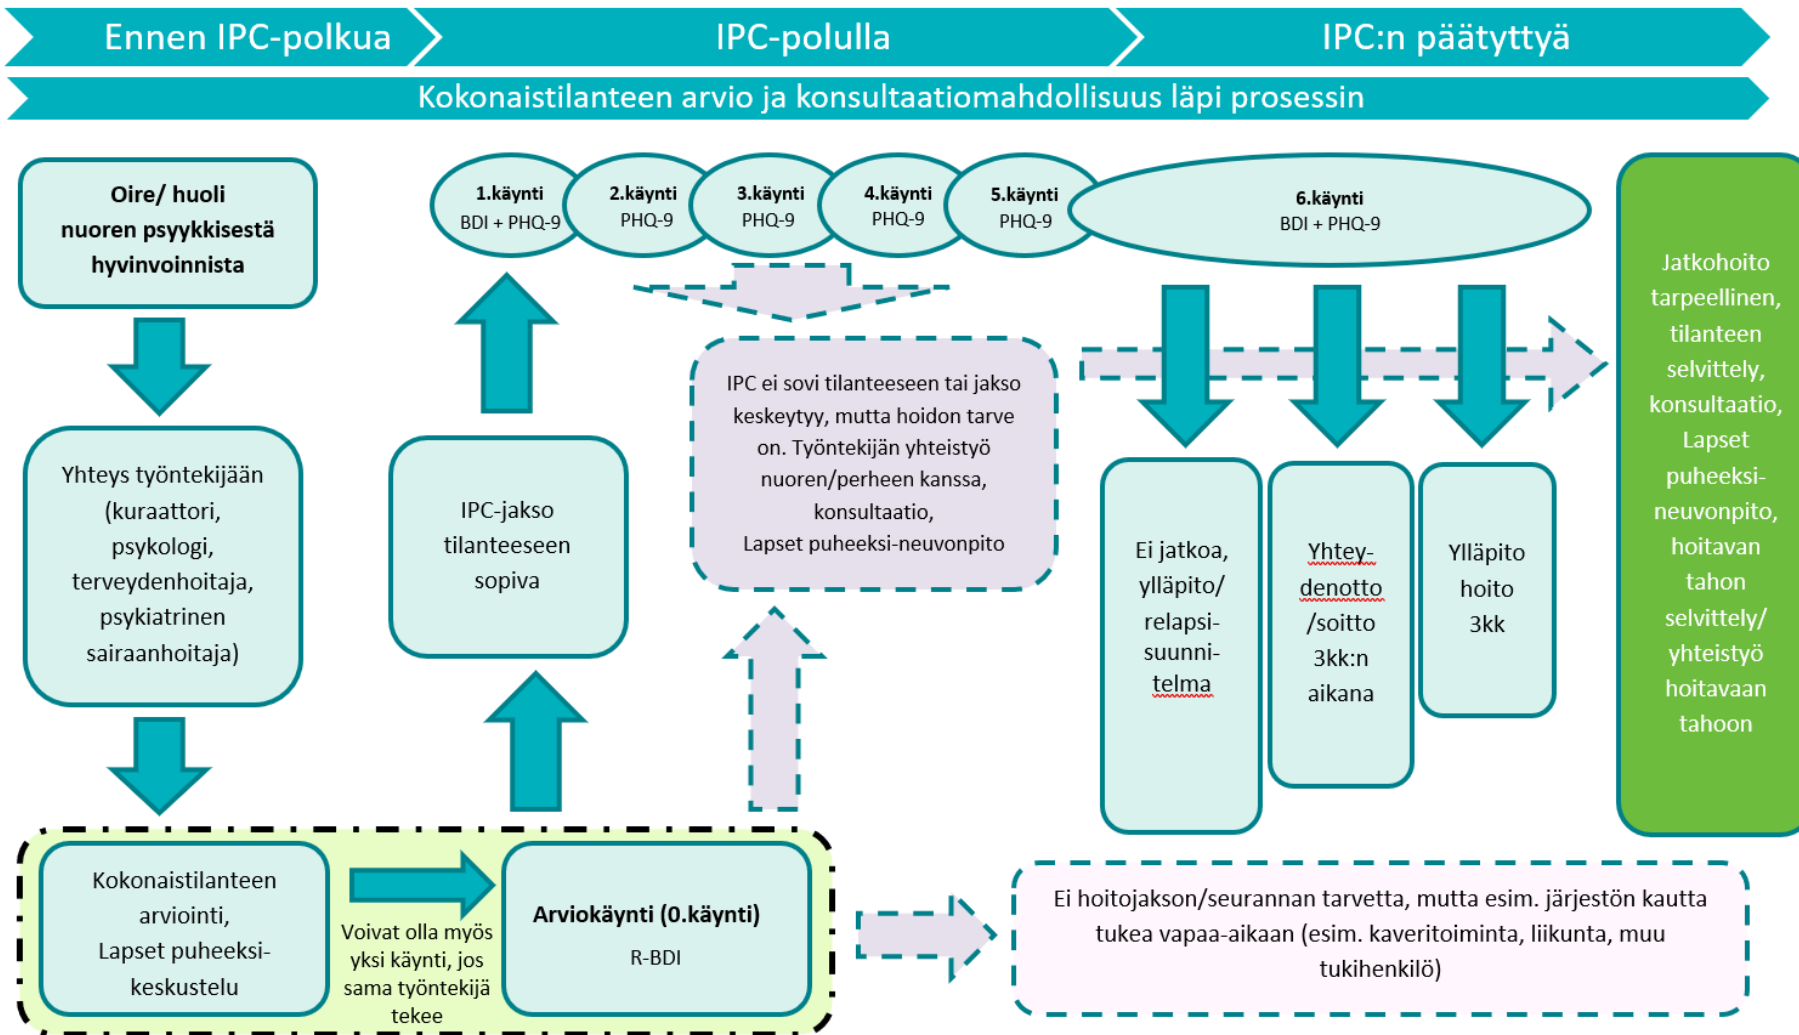 Ennen IPC-polkua
IPC-polulla
IPC:n päätyttyä
Kokonaistilanteen arvio ja konsultaatiomahdollisuus läpi prosessin
Oire/ huoli
nuoren psyykkisestä
hyvinvoinnista
Yhteys työntekijään
(kuraattori,
psykologi,
terveydenhoitaja,
psykiatrinen
sairaanhoitaja)
Kokonaistilanteen
arviointi,
Lapset puheeksi-
keskustelu
Voivat olla myös
yksi käynti, jos
sama työntekijä
tekee
Arviokäynti (0.käynti)
R-BDI
IPC-jakso
tilanteeseen
sopiva
1.käynti
BDI + PHQ-9
2.käynti
PHQ-9
3.käynti
PHQ-9
4.käynti
PHQ-9
5.käynti
PHQ-9
6.käynti
BDI + PHQ-9
IPC ei sovi tilanteeseen tai jakso
keskeytyy, mutta hoidon tarve
on. Työntekijän yhteistyö
nuoren/perheen kanssa,
konsultaatio,
Lapset puheeksi-neuvonpito
Ei jatkoa,
ylläpito/
relapsi-
suunni-
telma
Yhtey-
denotto
/soitto
3kk:n
aikana
Ylläpito
hoito
3kk
Jatkohoito
tarpeellinen,
tilanteen
selvittely,
konsultaatio,
Lapset
puheeksi-
neuvonpito,
hoitavan
tahon
selvittely/
yhteistyö
hoitavaan
tahoon
Ei hoitojakson/seurannan tarvetta, mutta esim. järjestön kautta
tukea vapaa-aikaan (esim. kaveritoiminta, liikunta, muu
tukihenkilö)